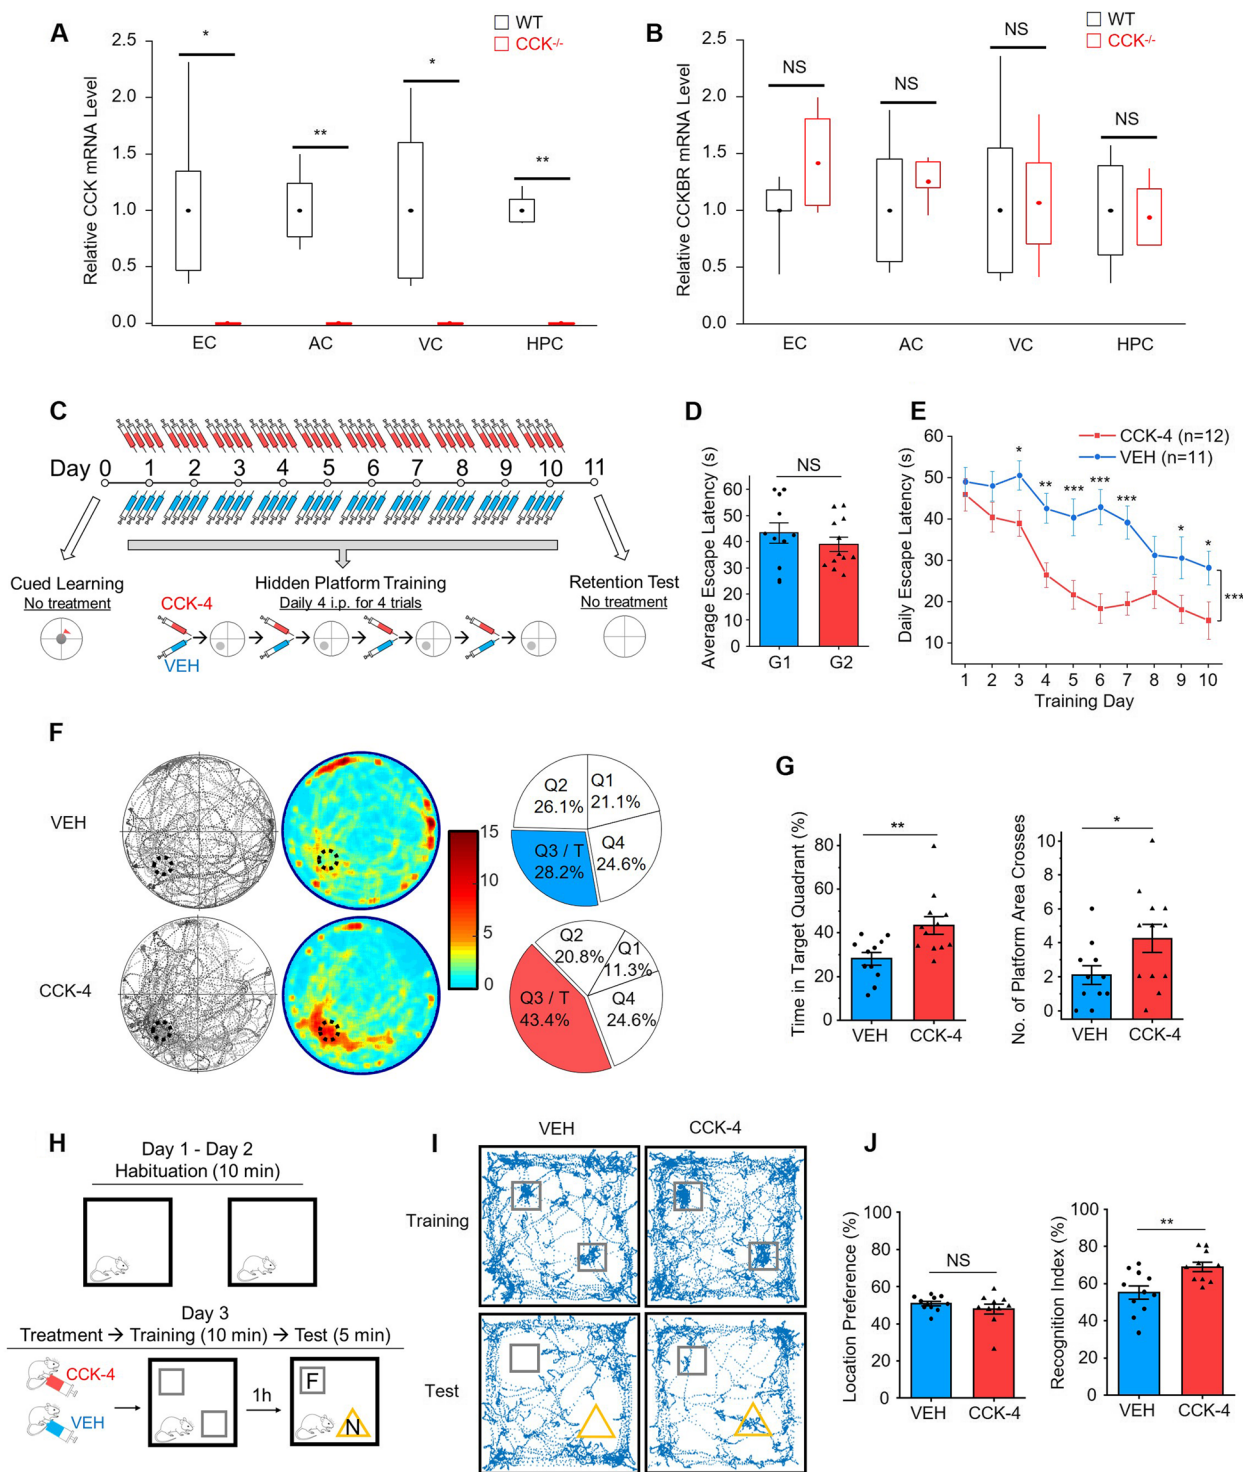 A
WT
CCK-/-
Relative CCK mRNA Level
2.5
2.0
1.5
1.0
0.5
0.0
*
**
*
**
EC
AC
VC
HPC
B
WT
CCK-/-
Relative CCKBR mRNA Level
2.5
2.0
1.5
1.0
0.5
0.0
NS
NS
NS
NS
EC
AC
VC
HPC
C
Day 0 1 2 3 4 5 6 7 8 9 10 11
Cued Learning
No treatment
Hidden Platform Training
Daily 4 i.p. for 4 trials
Retention Test
No treatment
CCK-4
VEH
D
Average Escape Latency (s)
60
50
40
30
20
10
0
NS
G1
G2
E
CCK-4 (n=12)
VEH (n=11)
Daily Escape Latency (s)
60
50
40
30
20
10
*
**
***
***
***
*
*
***
1 2 3 4 5 6 7 8 9 10
Training Day
F
VEH
CCK-4
15
10
5
0
Q2
26.1%
Q1
21.1%
Q3 / T
28.2%
Q4
24.6%
Q2
20.8%
Q1
11.3%
Q3 / T
43.4%
Q4
24.6%
G
Time in Target Quadrant (%)
80
60
40
20
0
**
VEH
CCK-4
No. of Platform Area Crosses
10
8
6
4
2
0
*
VEH
CCK-4
H
Day 1 - Day 2
Habituation (10 min)
Day 3
Treatment → Training (10 min) → Test (5 min)
CCK-4
VEH
1h
F
N
I
VEH
CCK-4
Training
Test
J
Location Preference (%)
100
80
60
40
20
0
NS
VEH
CCK-4
Recognition Index (%)
100
80
60
40
20
0
**
VEH
CCK-4